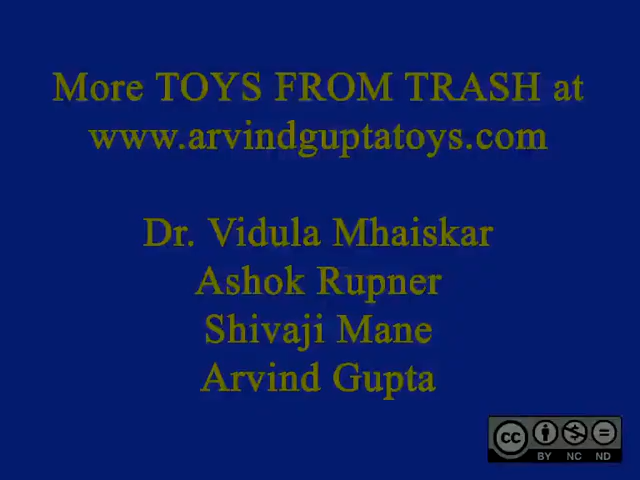 More TOYS FROM TRASH at
www.arvindguptatoys.com
Dr. Vidula Mhaiskar
Ashok Rupner
Shivaji Mane
Arvind Gupta
cc
BY NC ND